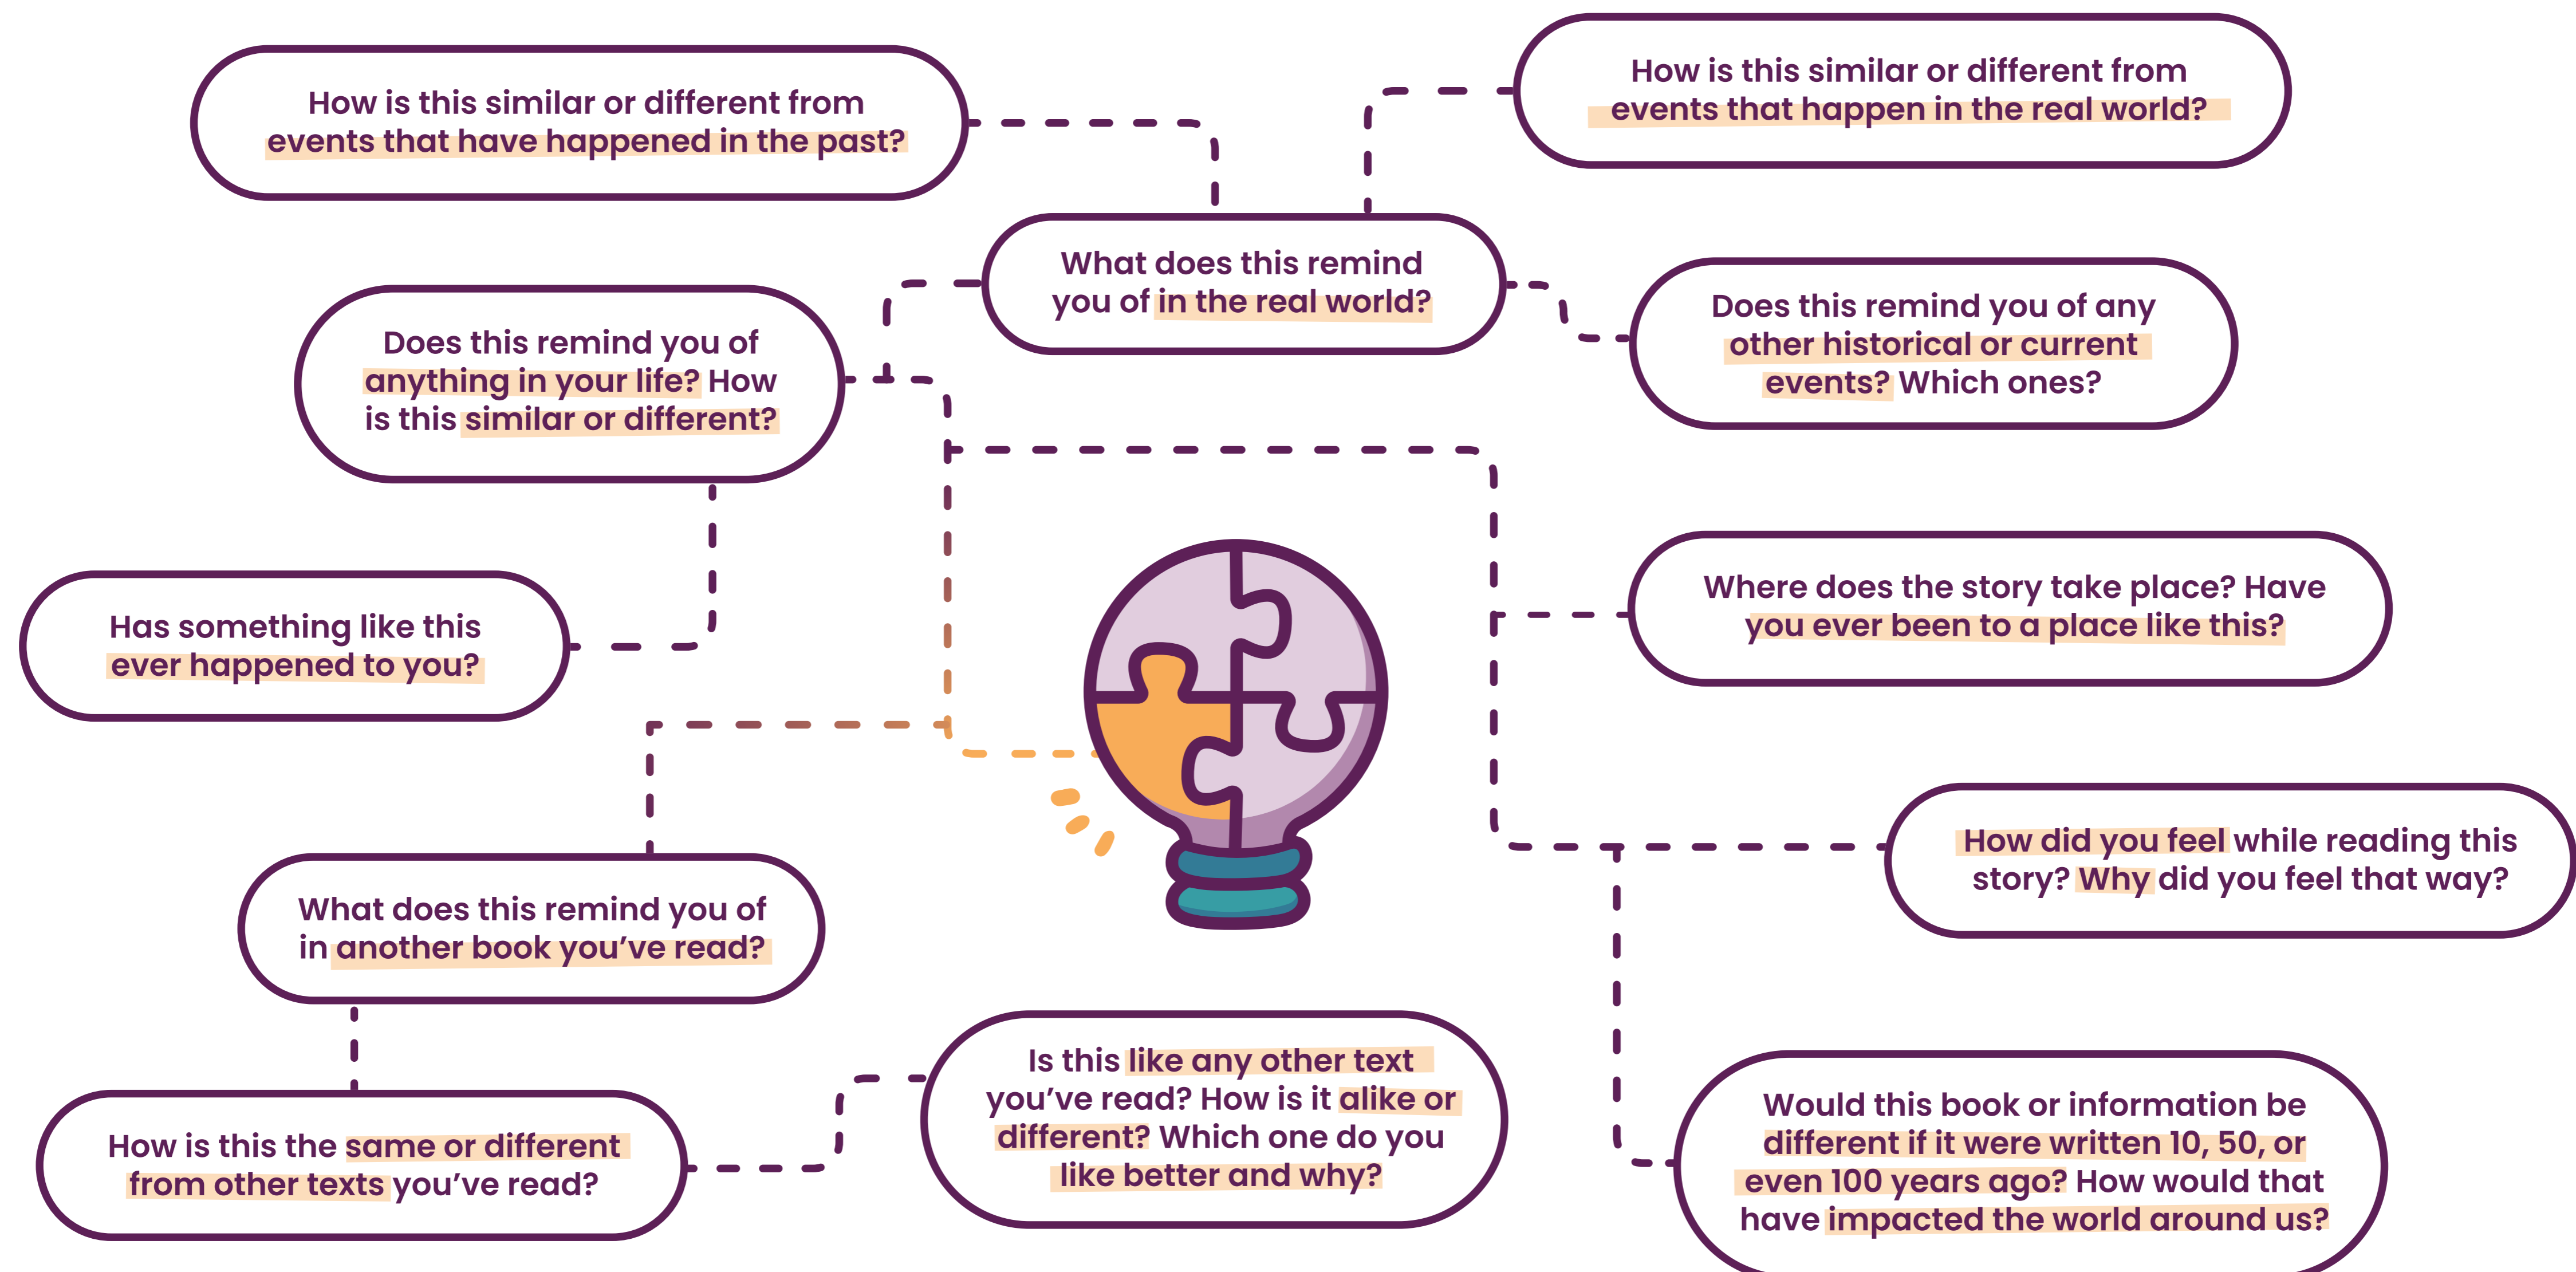 How is this similar or different from
events that have happened in the past?
How is this similar or different from
events that happen in the real world?
What does this remind
you of in the real world?
Does this remind you of any
other historical or current
events? Which ones?
Does this remind you of
anything in your life? How
is this similar or different?
Has something like this
ever happened to you?
Where does the story take place? Have
you ever been to a place like this?
How did you feel while reading this
story? Why did you feel that way?
What does this remind you of
in another book you’ve read?
How is this the same or different
from other texts you’ve read?
Is this like any other text
you’ve read? How is it alike or
different? Which one do you
like better and why?
Would this book or information be
different if it were written 10, 50, or
even 100 years ago? How would that
have impacted the world around us?